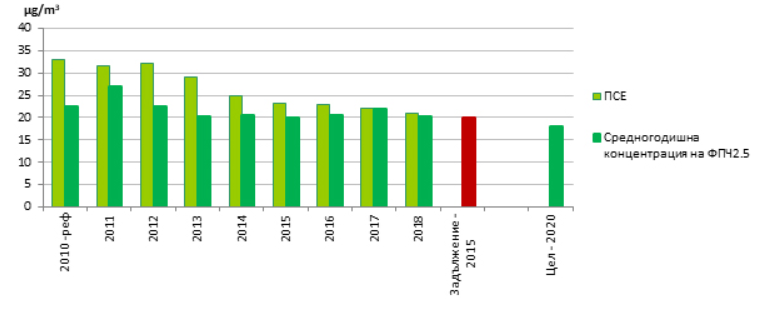 µg/m³
40
35
30
25
20
15
10
5
0
2010 -реф
2011
2012
2013
2014
2015
2016
2017
2018
Задължение -
2015
Цел - 2020
ПСЕ
Средногодишна
концентрация на ФПЧ2.5